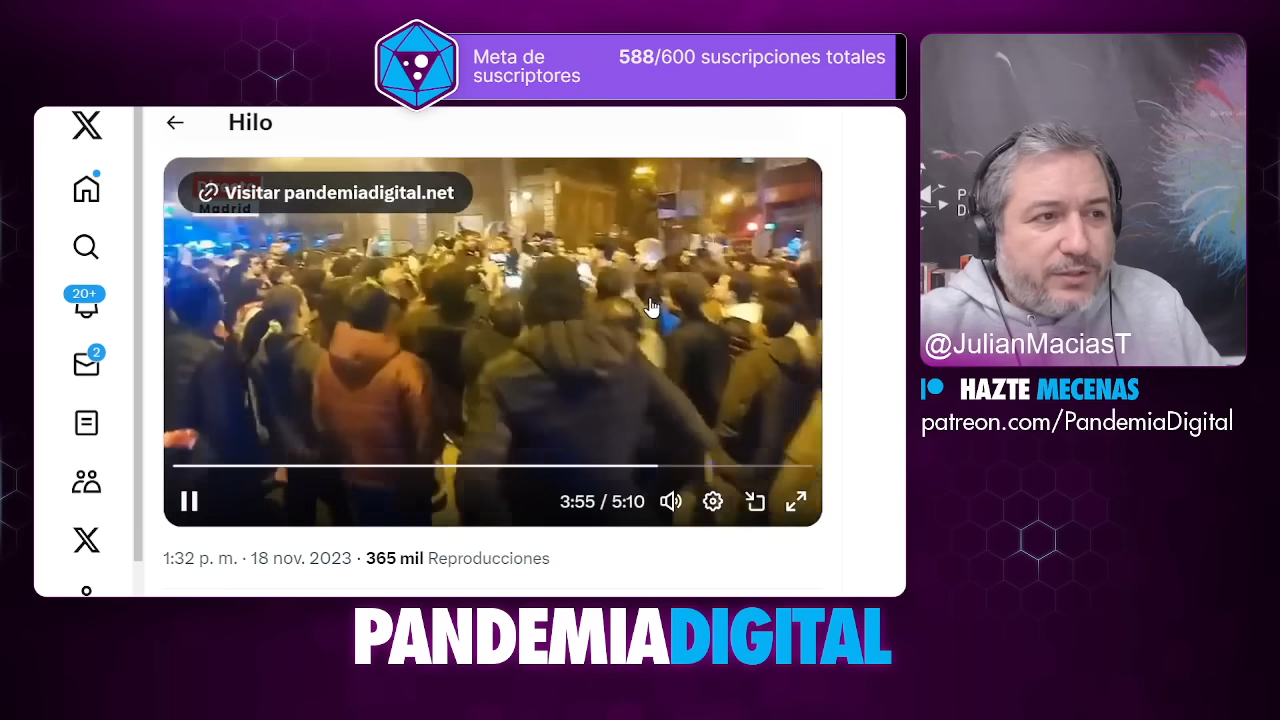 Meta de
suscriptores
588/600 suscripciones totales
X
Hilo
Visitar pandemiadigital.net
Madrid
20+
2
X
3:55 / 5:10
1:32 p. m. · 18 nov. 2023 · 365 mil Reproducciones
P
D
@JulianMaciasT
HAZTE MECENAS
patreon.com/PandemiaDigital
PANDEMIADIGITAL